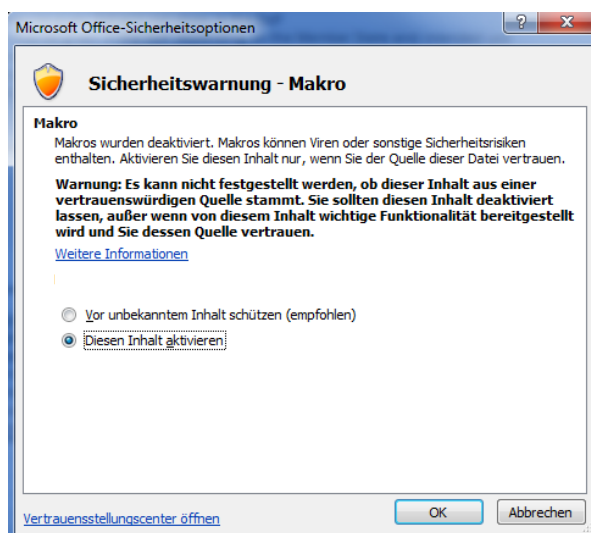 Microsoft Office-Sicherheitsoptionen
Sicherheitswarnung - Makro
Makro
Makros wurden deaktiviert. Makros können Viren oder sonstige Sicherheitsrisiken
enthalten. Aktivieren Sie diesen Inhalt nur, wenn Sie der Quelle dieser Datei vertrauen.
Warnung: Es kann nicht festgestellt werden, ob dieser Inhalt aus einer
vertrauenswürdigen Quelle stammt. Sie sollten diesen Inhalt deaktiviert
lassen, außer wenn von diesem Inhalt wichtige Funktionalität bereitgestellt
wird und Sie dessen Quelle vertrauen.
Weitere Informationen
Vor unbekanntem Inhalt schützen (empfohlen)
Diesen Inhalt aktivieren
Vertrauensstellungscenter öffnen
OK
Abbrechen